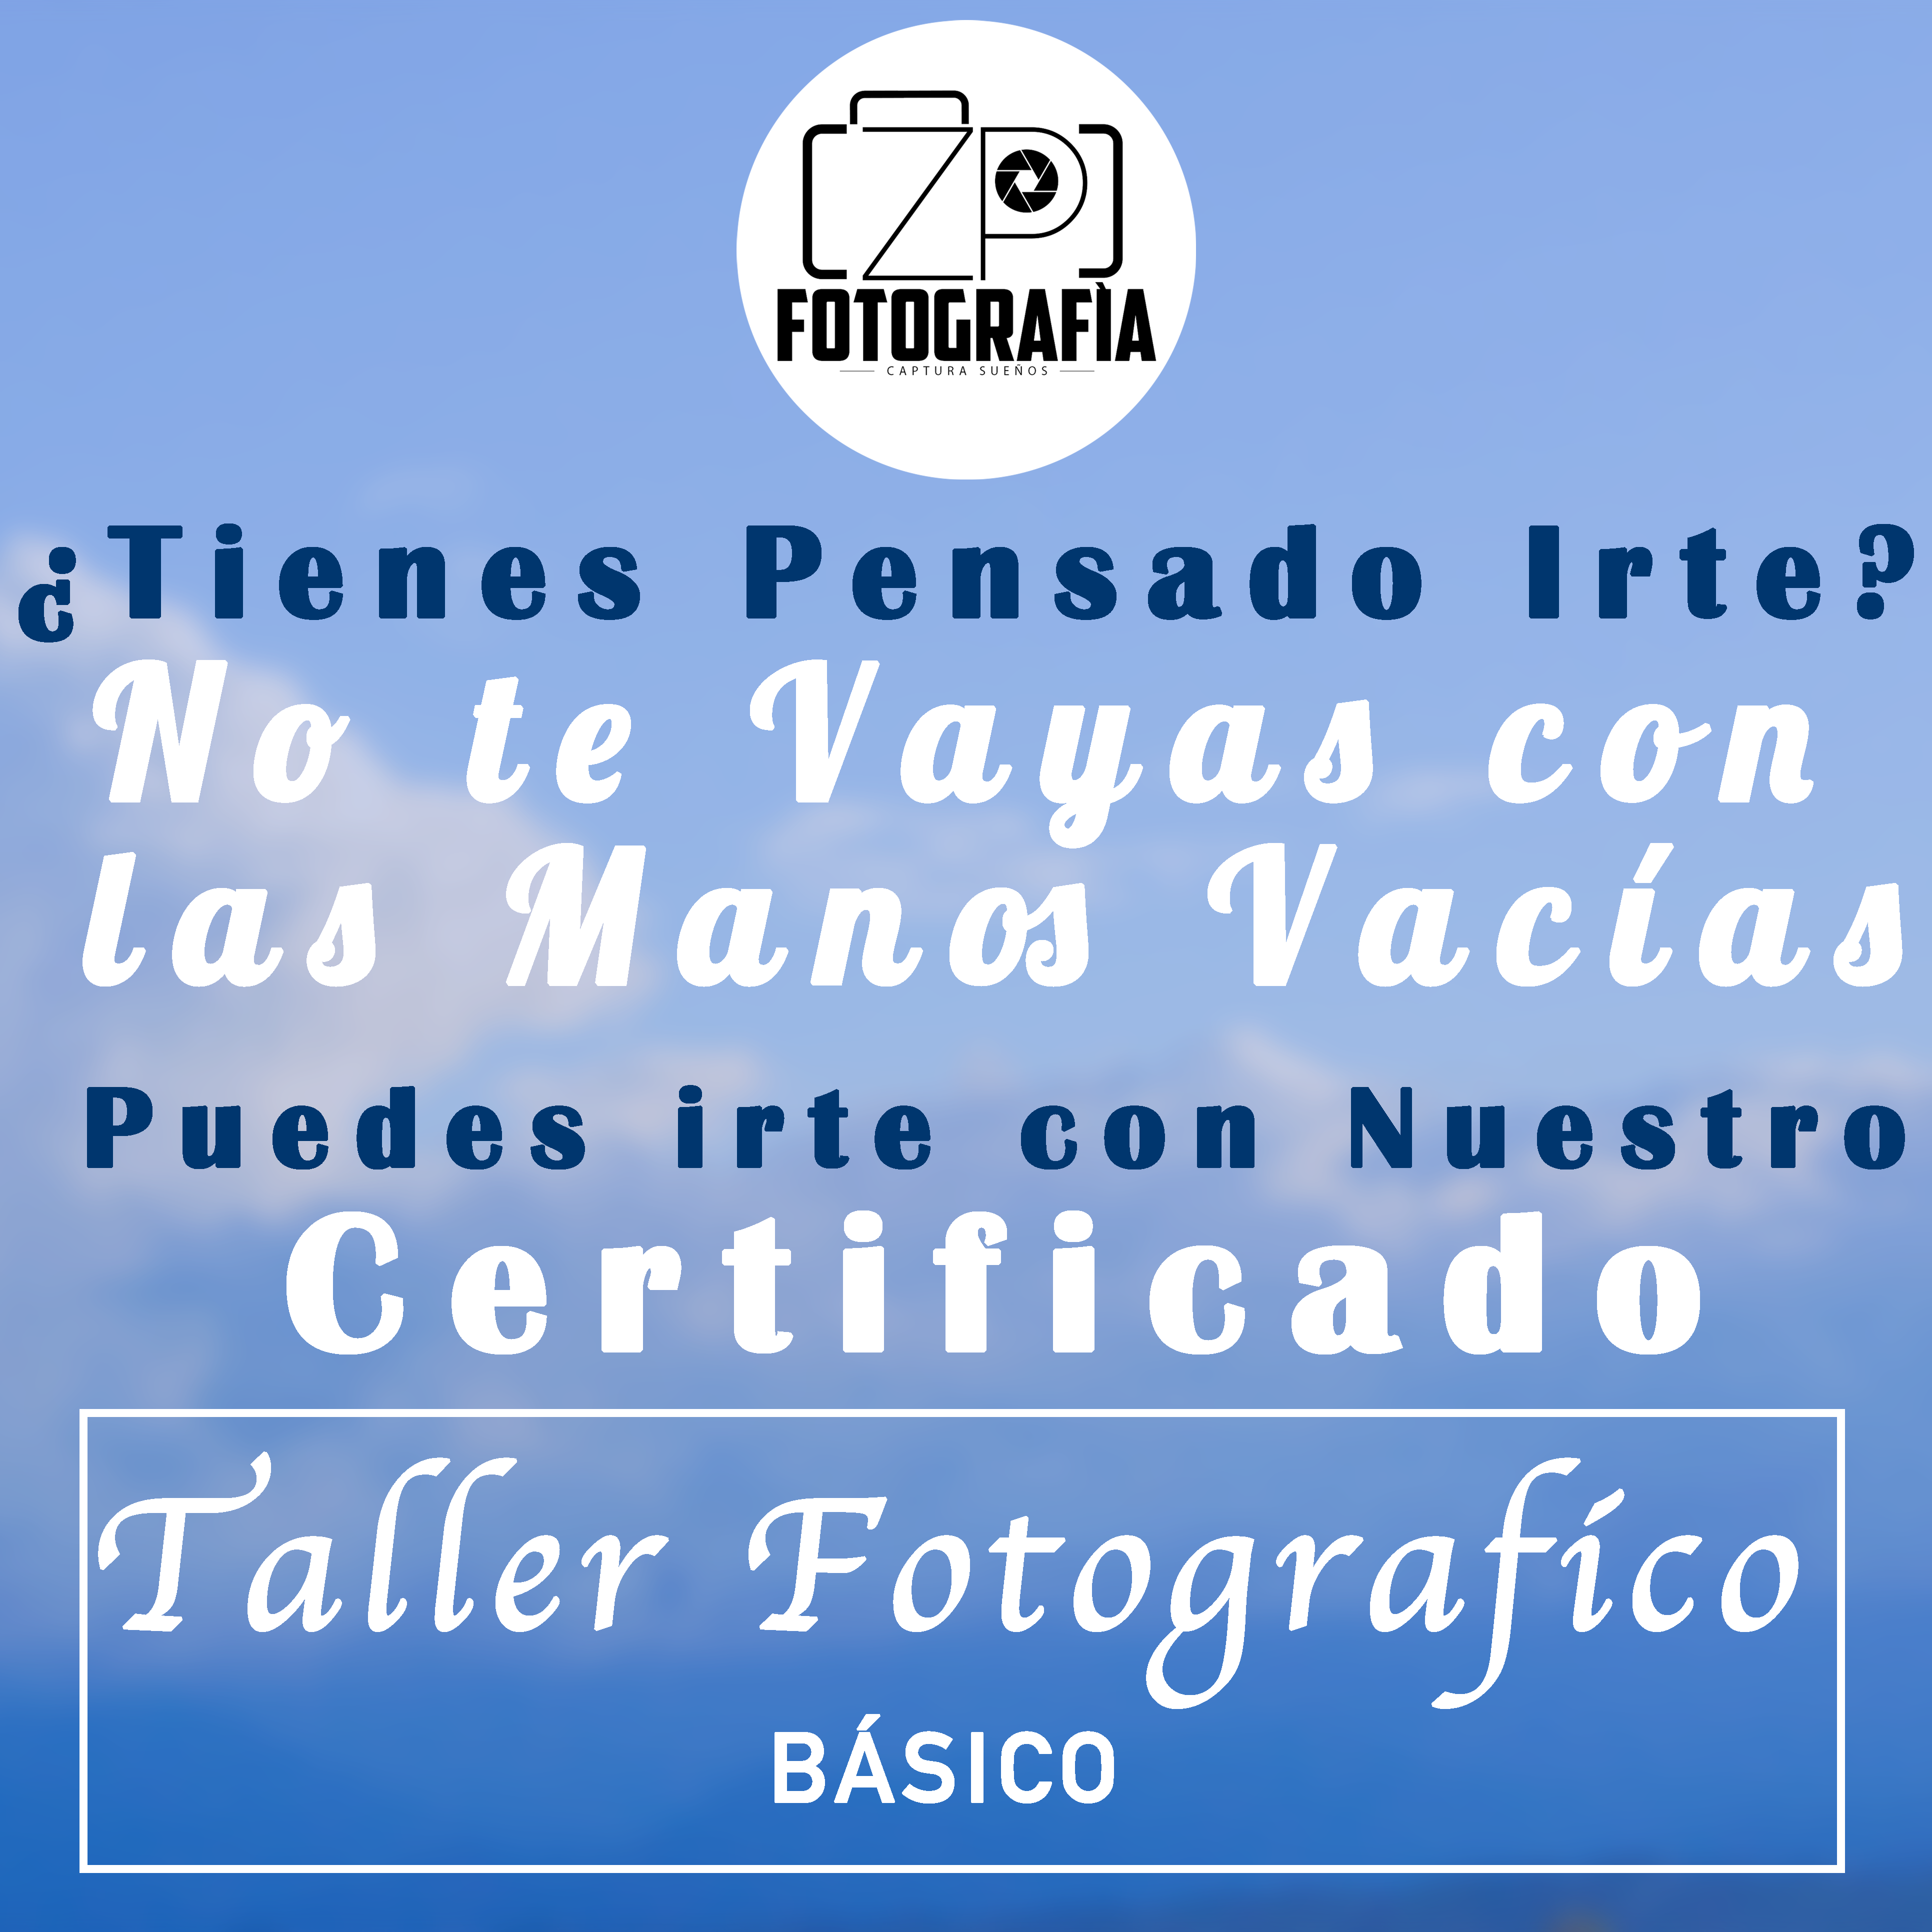 ZP
FOTOGRAFÌA
CAPTURA SUEÑOS
¿Tienes Pensado Irte?
No te Vayas con
las Manos Vacías
Puedes irte con Nuestro
Certificado
Taller Fotografíco
BÁSICO